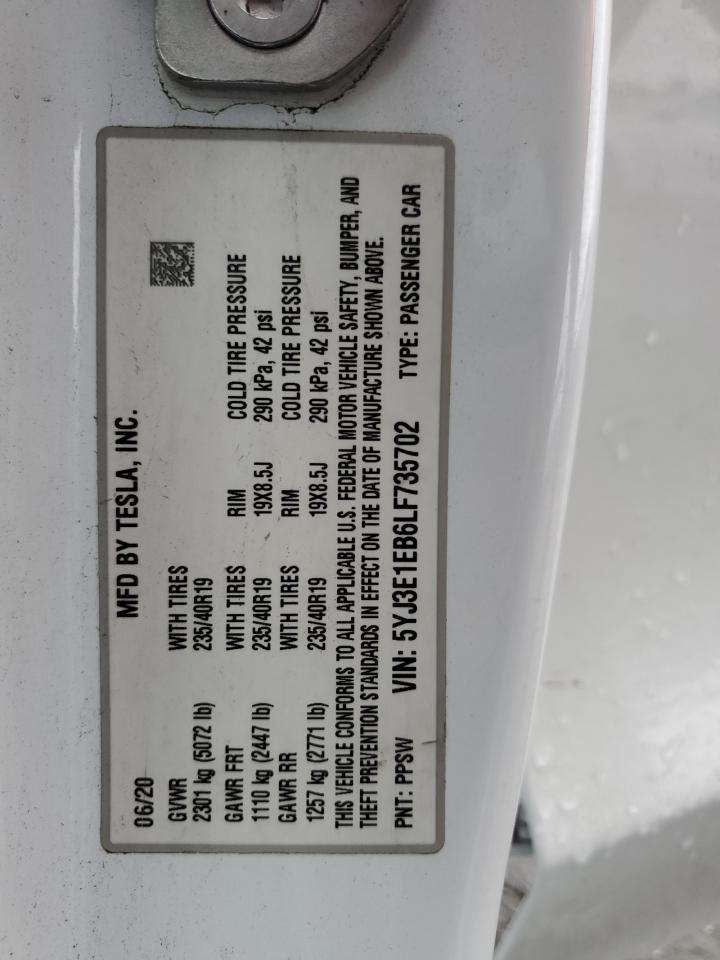 MFD BY TESLA, INC.
06/20
GVWR WITH TIRES
2301 kg (5072 lb) 235/40R19
GAWR FRT WITH TIRES RIM COLD TIRE PRESSURE
1110 kg (2447 lb) 235/40R19 19X8.5J 290 kPa, 42 psi
GAWR RR WITH TIRES RIM COLD TIRE PRESSURE
1257 kg (2771 lb) 235/40R19 19X8.5J 290 kPa, 42 psi
THIS VEHICLE CONFORMS TO ALL APPLICABLE U.S. FEDERAL MOTOR VEHICLE SAFETY, BUMPER, AND
THEFT PREVENTION STANDARDS IN EFFECT ON THE DATE OF MANUFACTURE SHOWN ABOVE.
PNT: PPSW VIN: 5YJ3E1EB6LF735702 TYPE: PASSENGER CAR